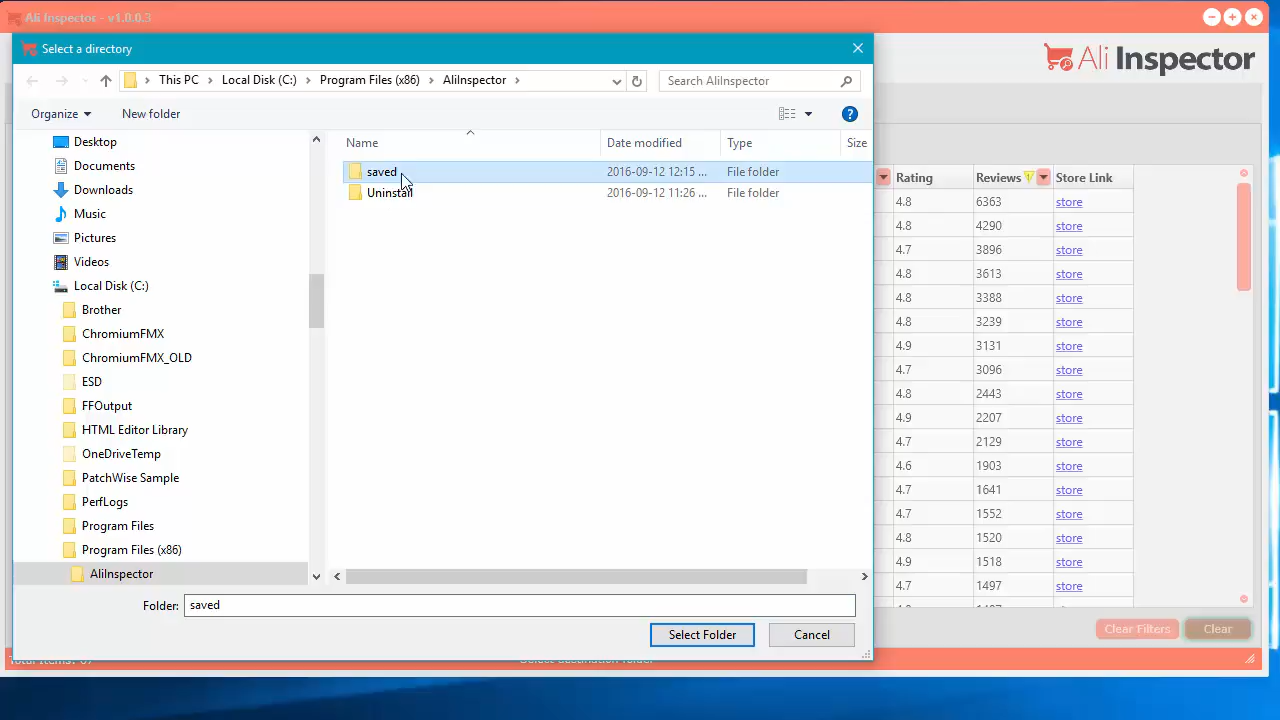 Ali Inspector - v1.0.0.3
Select a directory
Ali Inspector
This PC > Local Disk (C:) > Program Files (x86) > AliInspector >
Search AliInspector
Organize
New folder
Name
Date modified
Type
Size
Desktop
Documents
Downloads
Music
Pictures
Videos
Local Disk (C:)
Brother
ChromiumFMX
ChromiumFMX_OLD
ESD
FFOutput
HTML Editor Library
OneDriveTemp
PatchWise Sample
PerfLogs
Program Files
Program Files (x86)
AliInspector
saved 2016-09-12 12:15 ... File folder
Uninstall 2016-09-12 11:26 ... File folder
Rating Reviews Store Link
4.8 6363 store
4.8 4290 store
4.7 3896 store
4.8 3613 store
4.8 3388 store
4.8 3239 store
4.9 3131 store
4.7 3096 store
4.8 2443 store
4.9 2207 store
4.7 2129 store
4.6 1903 store
4.7 1641 store
4.7 1552 store
4.8 1520 store
4.9 1518 store
4.7 1497 store
Folder: saved
Select Folder
Cancel
Clear Filters
Clear
Select destination folder